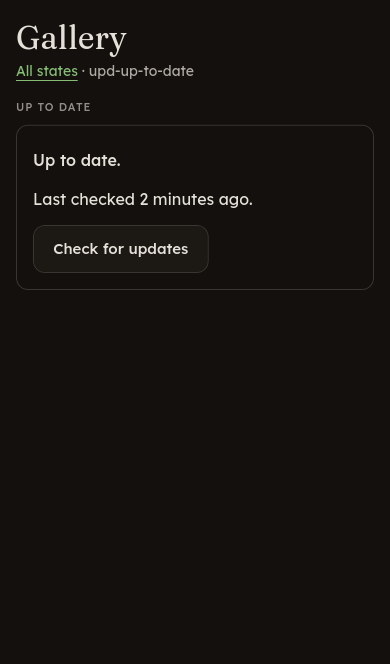 Gallery
All states · upd-up-to-date
UP TO DATE
Up to date.
Last checked 2 minutes ago.
Check for updates